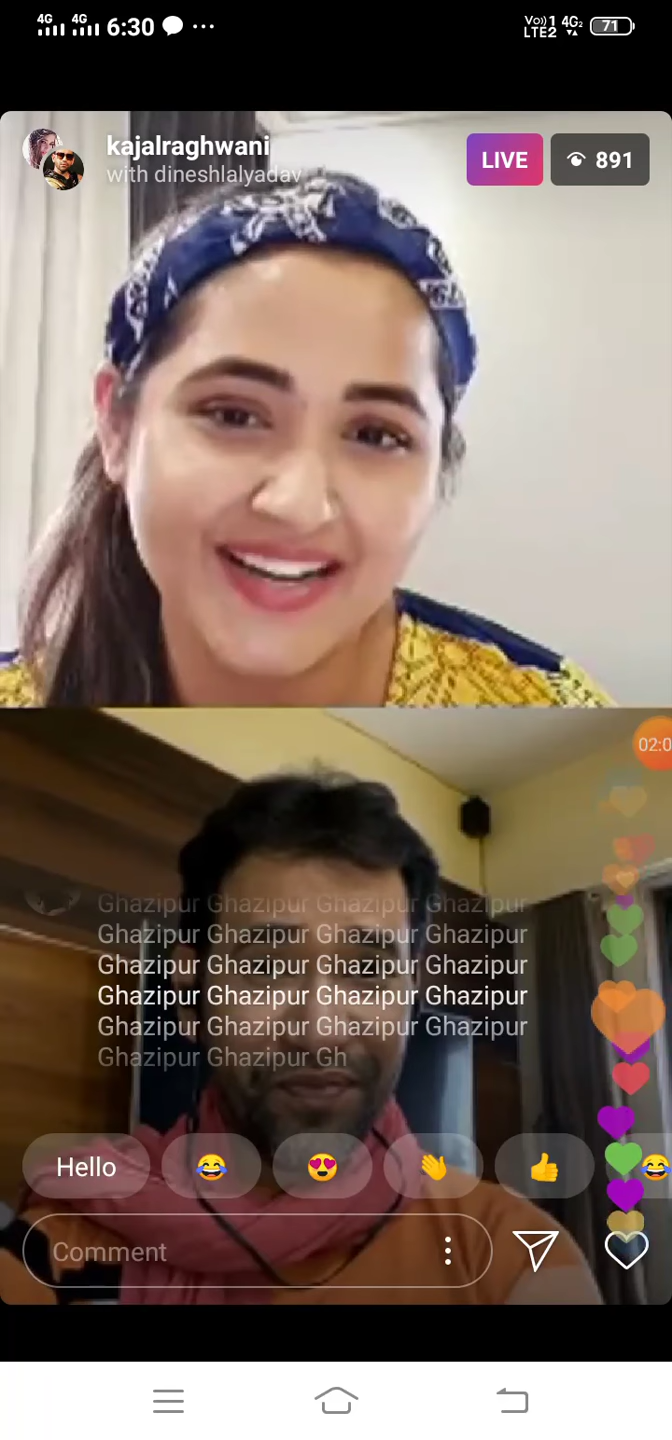 4G 4G 6:30 ...
Vo)) 1 4G2
LTE2
71
kajalraghwani
with dineshlalyadav
LIVE
891
02:0
Ghazipur Ghazipur Ghazipur Ghazipur
Ghazipur Ghazipur Ghazipur Ghazipur
Ghazipur Ghazipur Ghazipur Ghazipur
Ghazipur Ghazipur Ghazipur Ghazipur
Ghazipur Ghazipur Ghazipur Ghazipur
Ghazipur Ghazipur Gh
Hello
Comment